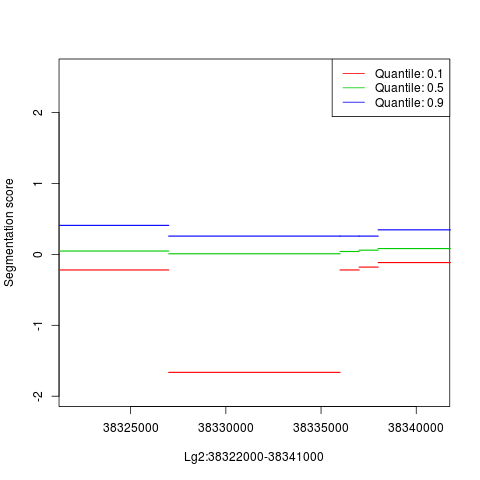 Quantile: 0.1
Quantile: 0.5
Quantile: 0.9
Segmentation score
2
1
0
-1
-2
38325000 38330000 38335000 38340000
Lg2:38322000-38341000